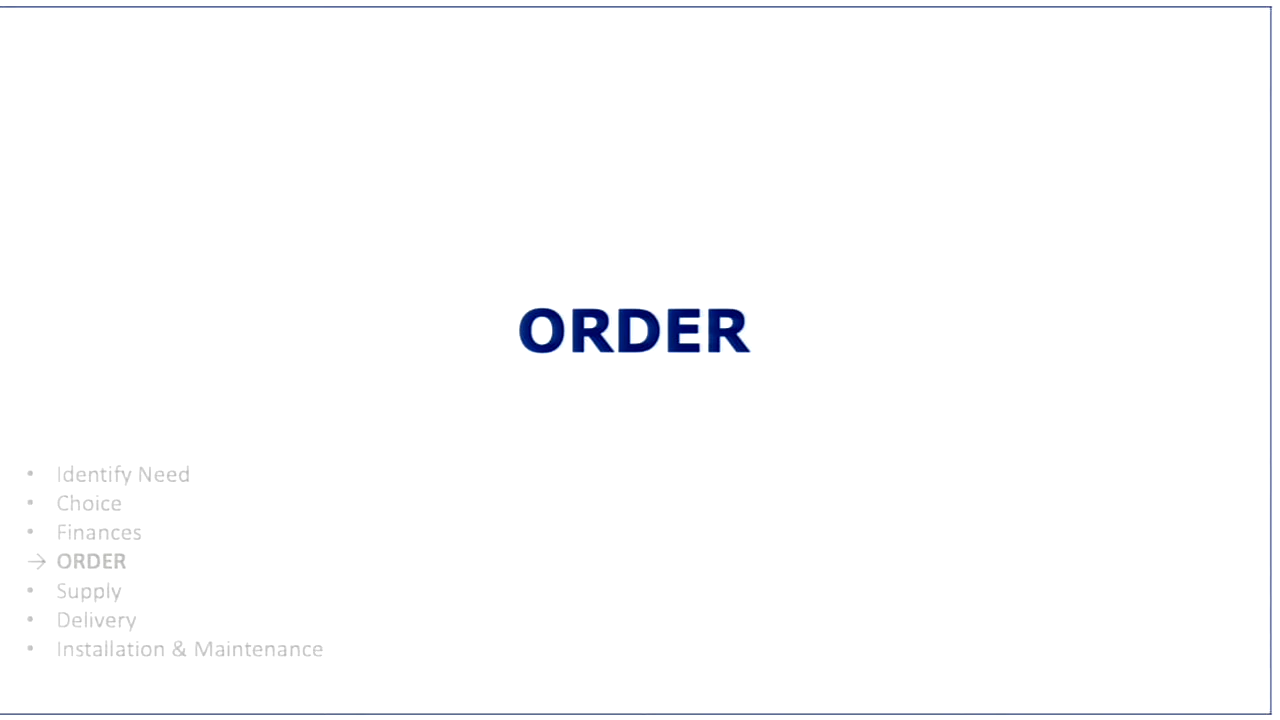 ORDER
• Identify Need
• Choice
• Finances
→ ORDER
• Supply
• Delivery
• Installation & Maintenance